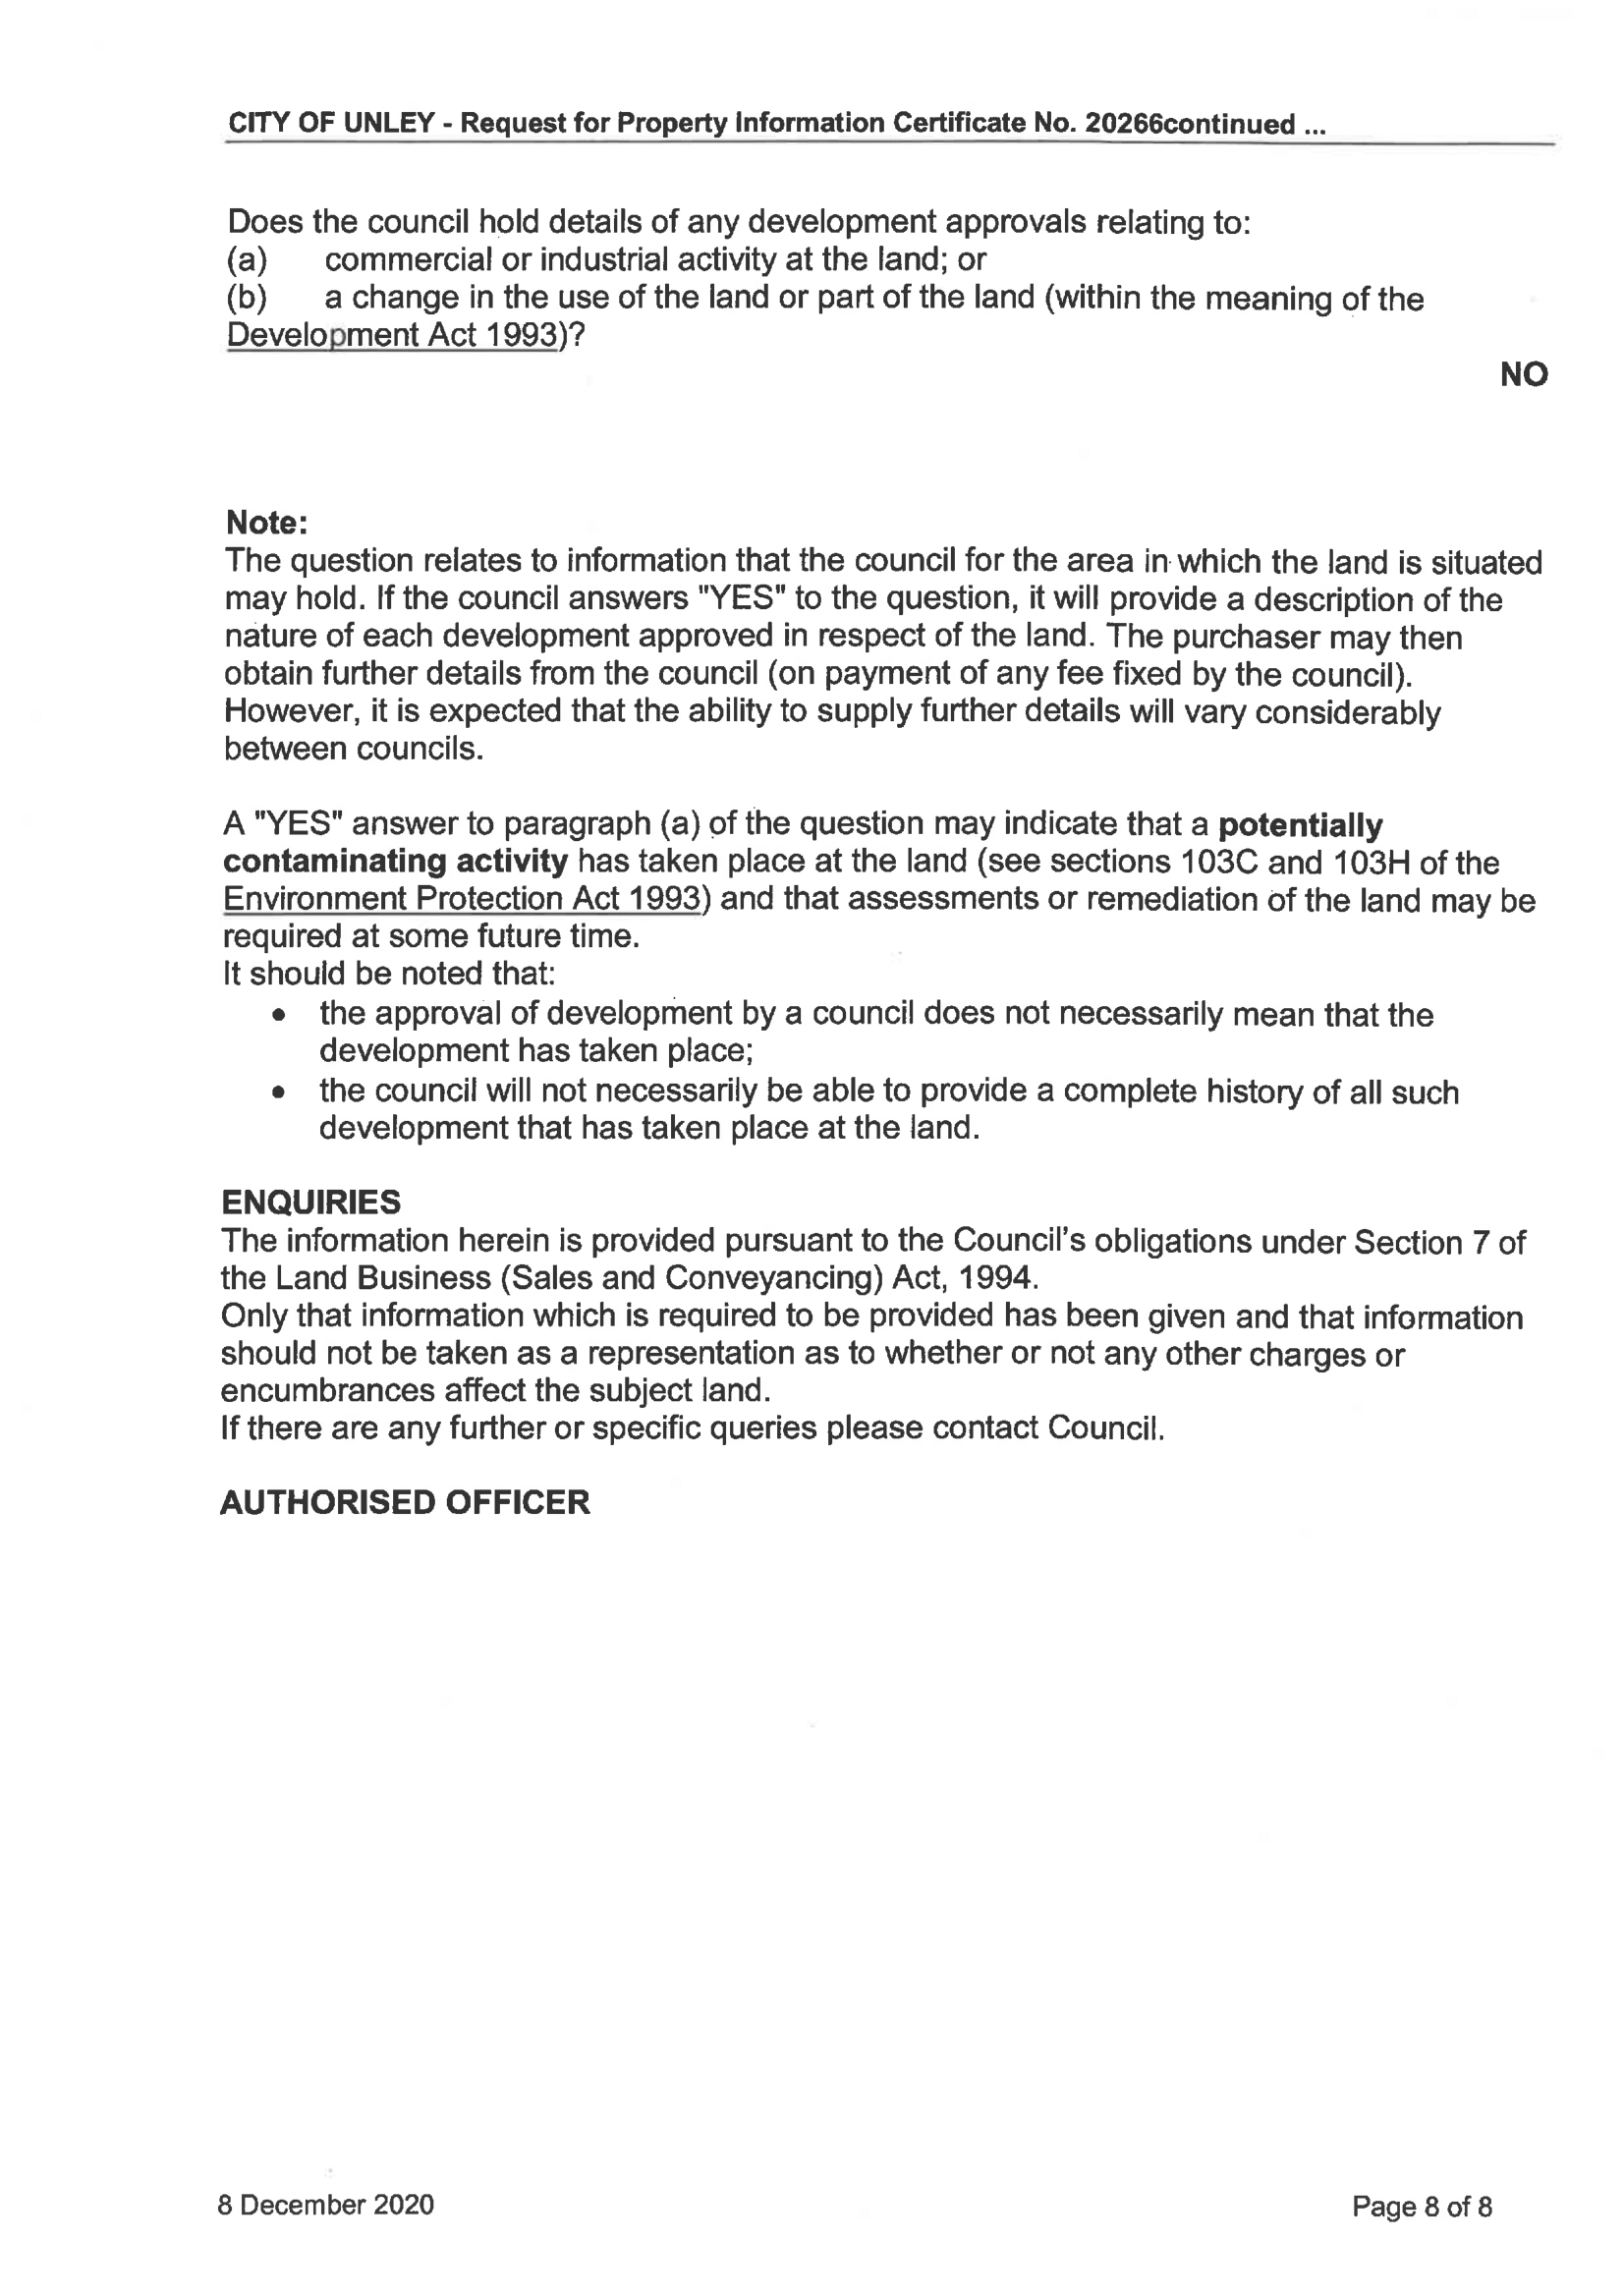 CITY OF UNLEY - Request for Property Information Certificate No. 20266continued ...
Does the council hold details of any development approvals relating to:
(a) commercial or industrial activity at the land; or
(b) a change in the use of the land or part of the land (within the meaning of the
Development Act 1993)?
NO
Note:
The question relates to information that the council for the area in which the land is situated
may hold. If the council answers "YES" to the question, it will provide a description of the
nature of each development approved in respect of the land. The purchaser may then
obtain further details from the council (on payment of any fee fixed by the council).
However, it is expected that the ability to supply further details will vary considerably
between councils.
A "YES" answer to paragraph (a) of the question may indicate that a potentially
contaminating activity has taken place at the land (see sections 103C and 103H of the
Environment Protection Act 1993) and that assessments or remediation of the land may be
required at some future time.
It should be noted that:
• the approval of development by a council does not necessarily mean that the
development has taken place;
• the council will not necessarily be able to provide a complete history of all such
development that has taken place at the land.
ENQUIRIES
The information herein is provided pursuant to the Council's obligations under Section 7 of
the Land Business (Sales and Conveyancing) Act, 1994.
Only that information which is required to be provided has been given and that information
should not be taken as a representation as to whether or not any other charges or
encumbrances affect the subject land.
If there are any further or specific queries please contact Council.
AUTHORISED OFFICER
8 December 2020
Page 8 of 8